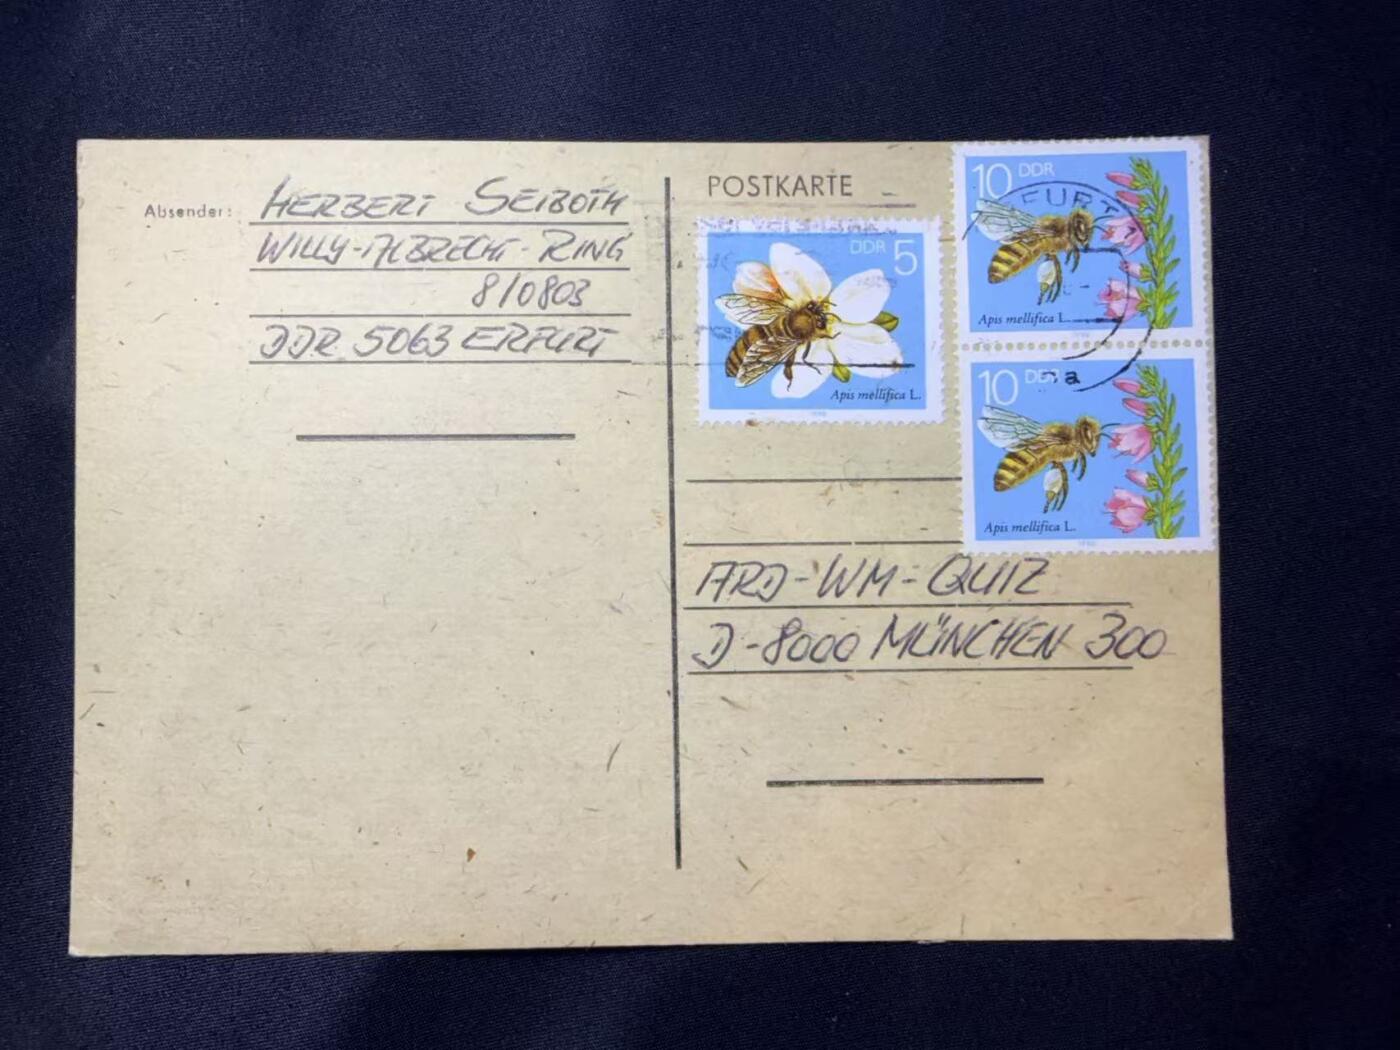 Absender:
HERBERT SEIBOTH
WILLY-ALBRECHT-RING
8/0803
DDR 5063 ERFURT
POSTKARTE
DDR 5
Apis mellifica L.
10 DDR
FURT
Apis mellifica L.
10 DDR
a
Apis mellifica L.
ARD-WM-QUIZ
D-8000 MÜNCHEN 300